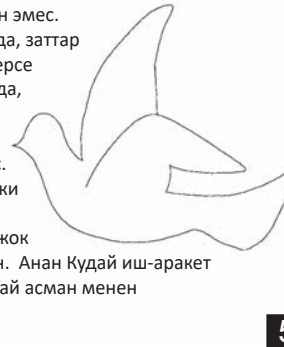 н эмес.
да, заттар
ерсе
да,
с.
ки
жок
н. Анан Кудай иш-аракет
ай асман менен
5